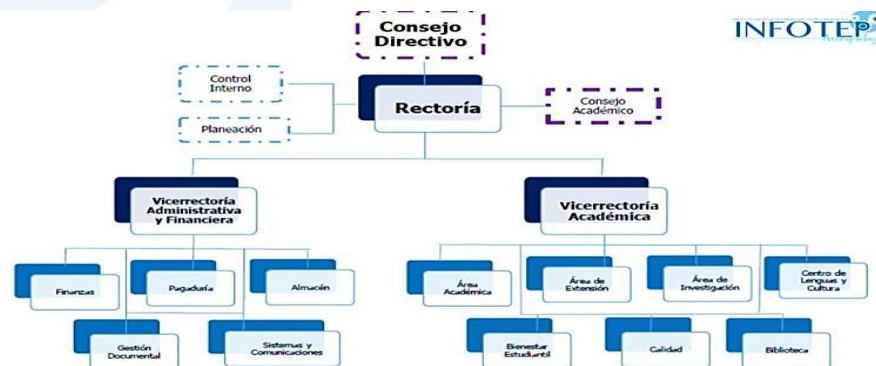 Consejo
Directivo
INFOTEP
Control
Interno
Rectoría
Consejo
Académico
Planeación
Vicerrectoría
Administrativa
y Financiera
Vicerrectoría
Académica
Finanzas
Pagaduría
Almacén
Área
Académica
Área de
Extensión
Área de
Investigación
Centro de
Lenguas y
Cultura
Gestión
Documental
Sistemas y
Comunicaciones
Bienestar
Estudiantil
Calidad
Biblioteca